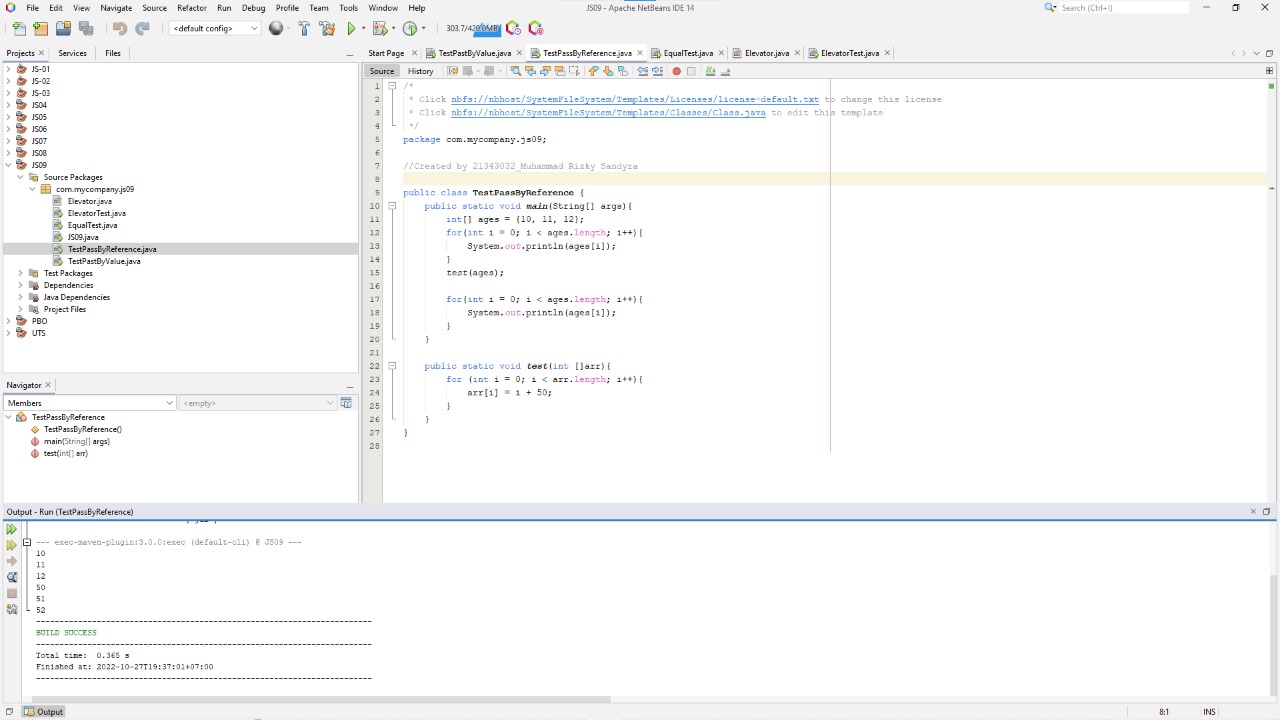 File Edit View Navigate Source Refactor Run Debug Profile Team Tools Window Help
JS09 - Apache NetBeans IDE 14
Search (Ctrl+I)
<default config>
303.7/420.0MB
Projects
Services
Files
Start Page
TestPastByValue.java
TestPassByReference.java
EqualTest.java
Elevator.java
ElevatorTest.java
Source
History
JS-01
JS-02
JS-03
JS04
JS05
JS06
JS07
JS08
JS09
Source Packages
com.mycompany.js09
Elevator.java
ElevatorTest.java
EqualTest.java
JS09.java
TestPassByReference.java
TestPastByValue.java
Test Packages
Dependencies
Java Dependencies
Project Files
PBO
UTS
Navigator
Members
<empty>
TestPassByReference
TestPassByReference()
main(String[] args)
test(int[] arr)
1 /*
2 * Click nbfs://nbhost/SystemFileSystem/Templates/Licenses/license-default.txt to change this license
3 * Click nbfs://nbhost/SystemFileSystem/Templates/Classes/Class.java to edit this template
4 */
5 package com.mycompany.js09;
6
7 //Created by 21343032_Muhammad Rizky Sandyra
8
9 public class TestPassByReference {
10 public static void main(String[] args){
11 int[] ages = {10, 11, 12};
12 for(int i = 0; i < ages.length; i++){
13 System.out.println(ages[i]);
14 }
15 test(ages);
16
17 for(int i = 0; i < ages.length; i++){
18 System.out.println(ages[i]);
19 }
20 }
21
22 public static void test(int []arr){
23 for (int i = 0; i < arr.length; i++){
24 arr[i] = i + 50;
25 }
26 }
27 }
28
Output - Run (TestPassByReference)
--- exec-maven-plugin:3.0.0:exec (default-cli) @ JS09 ---
10
11
12
50
51
52
------------------------------------------------------------------------
BUILD SUCCESS
------------------------------------------------------------------------
Total time: 0.365 s
Finished at: 2022-10-27T19:37:01+07:00
------------------------------------------------------------------------
Output
8:1
INS